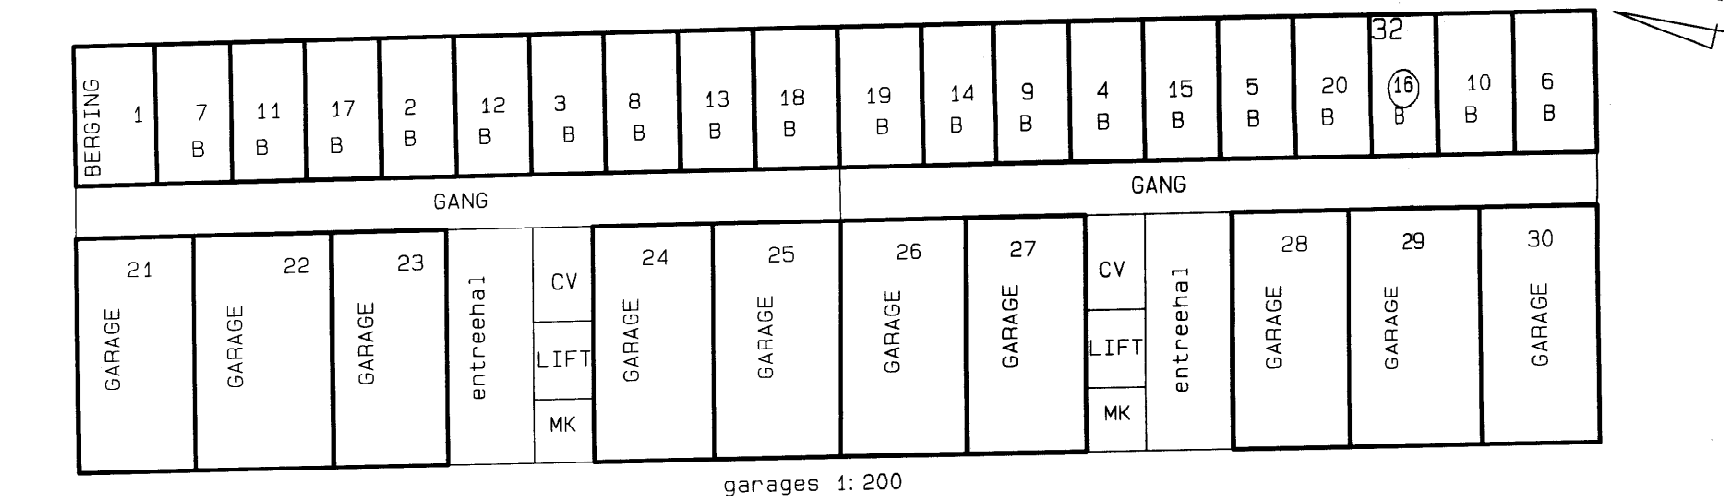 32
BERGING 1 7 11 17 2 12 3 8 13 18 19 14 9 4 15 5 20 16 10 6
B B B B B B B B B B B B B B B B B B B
GANG GANG
21 22 23 24 25 26 27 28 29 30
GARAGE GARAGE GARAGE entreehal CV GARAGE GARAGE GARAGE GARAGE CV entreehal GARAGE GARAGE GARAGE
LIFT LIFT
MK MK
garages 1:200